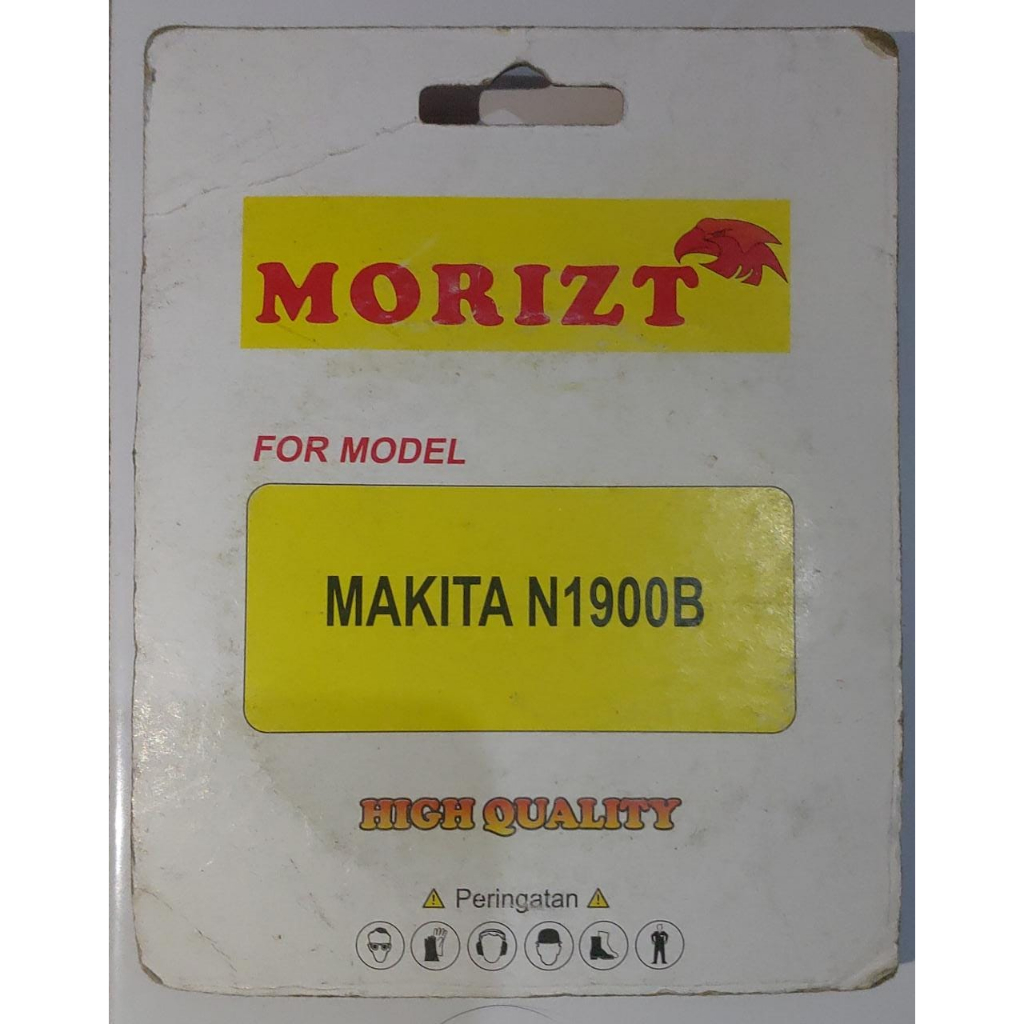 MORIZT
FOR MODEL
MAKITA N1900B
HIGH QUALITY
Peringatan